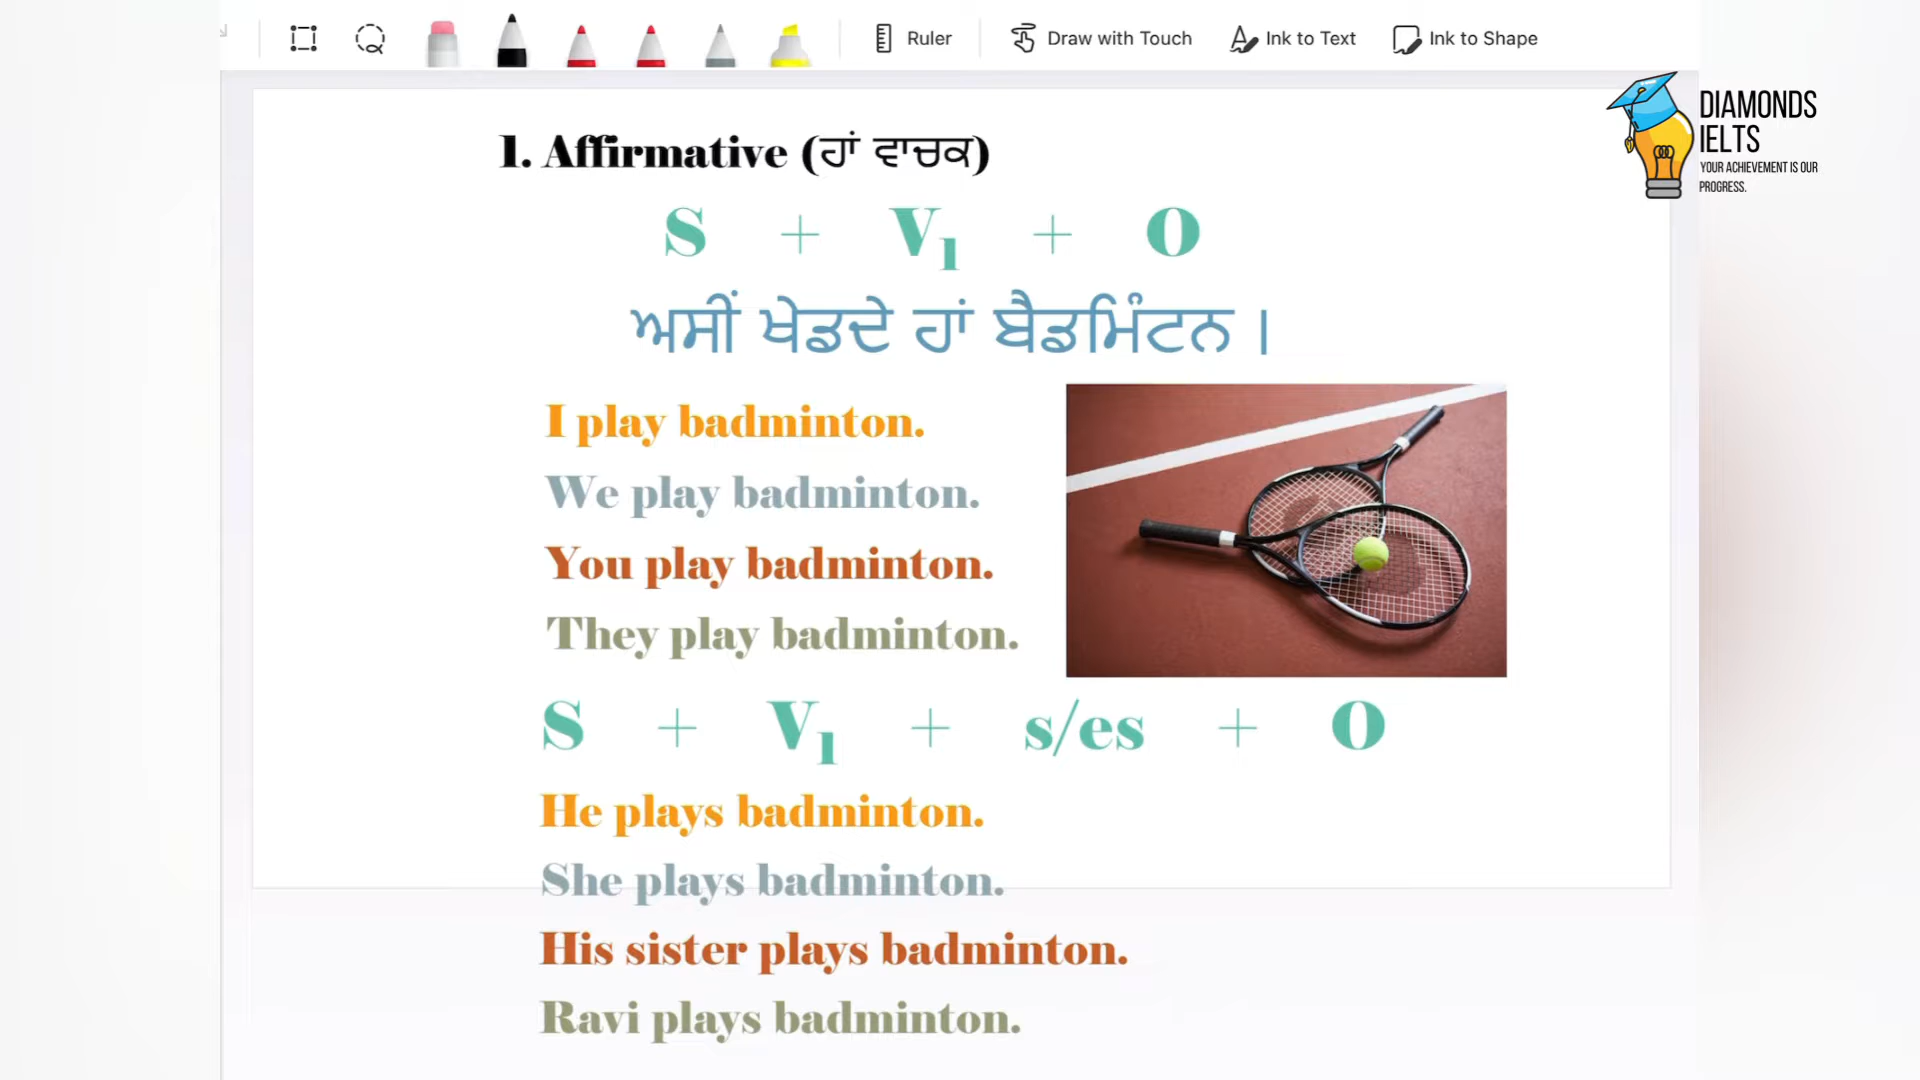 Ruler
Draw with Touch
Ink to Text
Ink to Shape
DIAMONDS
IELTS
YOUR ACHIEVEMENT IS OUR
PROGRESS.
1. Affirmative (ਹਾਂ ਵਾਚਕ)
S + V1 + O
ਅਸੀਂ ਖੇਡਦੇ ਹਾਂ ਬੈਡਮਿੰਟਨ ।
I play badminton.
We play badminton.
You play badminton.
They play badminton.
S + V1 + s/es + O
He plays badminton.
She plays badminton.
His sister plays badminton.
Ravi plays badminton.